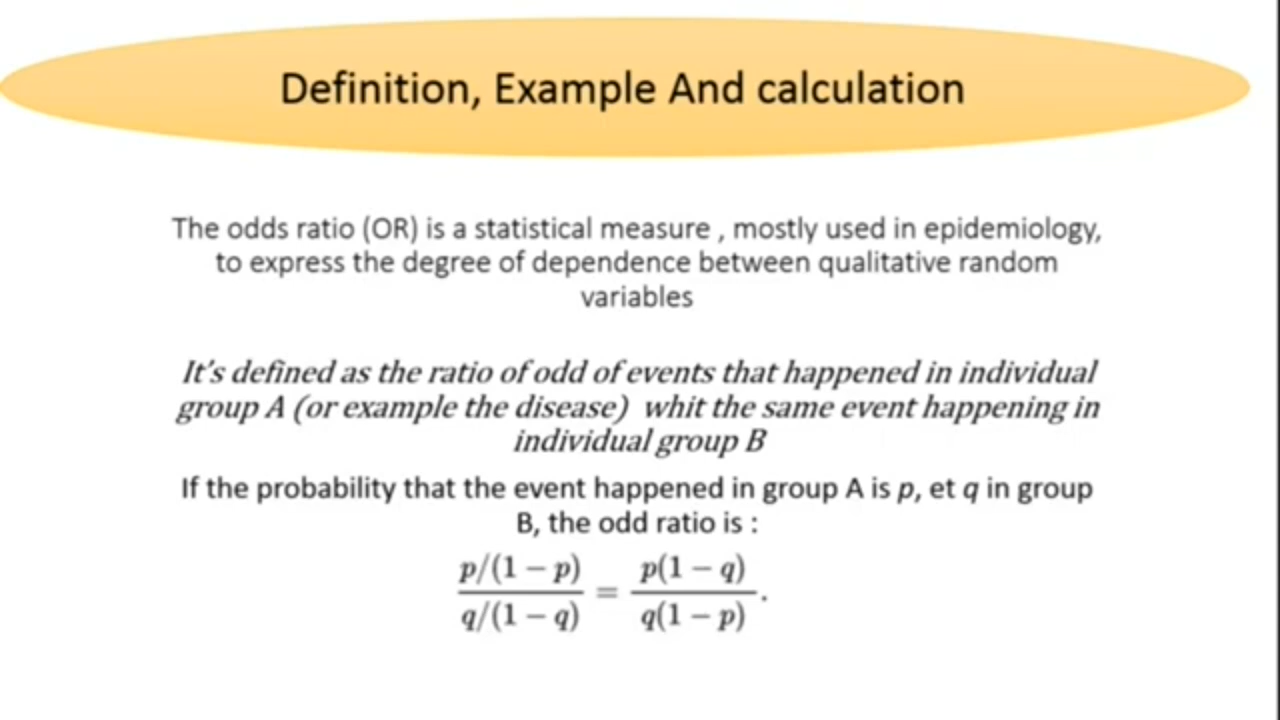 Definition, Example And calculation
The odds ratio (OR) is a statistical measure , mostly used in epidemiology,
to express the degree of dependence between qualitative random
variables
It's defined as the ratio of odd of events that happened in individual
group A (or example the disease) whit the same event happening in
individual group B
If the probability that the event happened in group A is p, et q in group
B, the odd ratio is :
p/(1 − p) / q/(1 − q) = p(1 − q) / q(1 − p) .